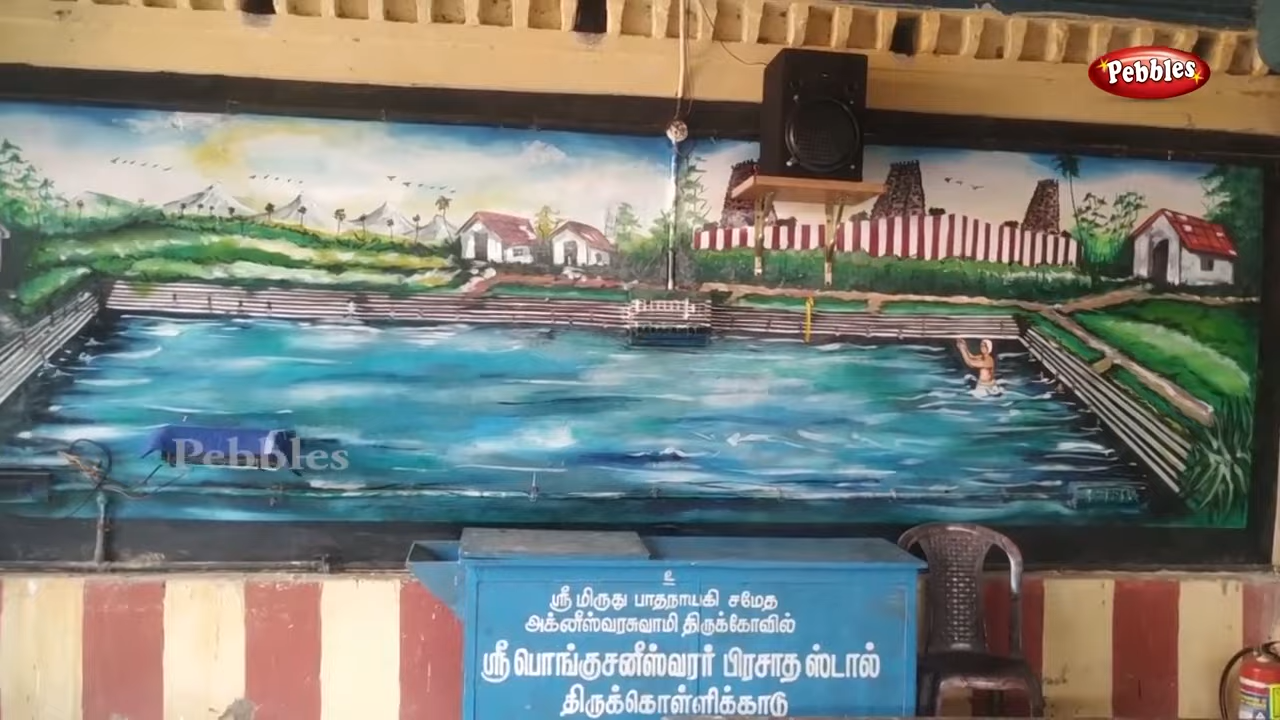 Pebbles
Pebbles
உ
ஸ்ரீ மிருது பாதநாயகி சமேத
அக்னீஸ்வரசுவாமி திருக்கோவில்
ஸ்ரீ பொங்குசனீஸ்வரர் பிரசாத ஸ்டால்
திருக்கொள்ளிக்காடு